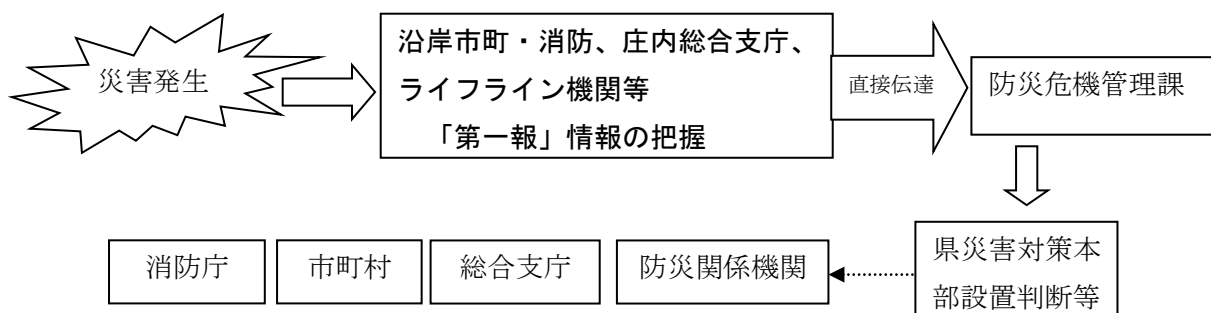 災害発生
沿岸市町・消防、庄内総合支庁、
ライフライン機関等
「第一報」情報の把握
直接伝達
防災危機管理課
消防庁
市町村
総合支庁
防災関係機関
県災害対策本
部設置判断等